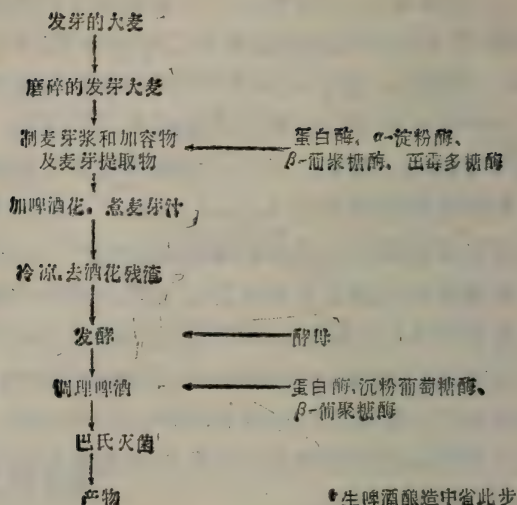 发芽的大麦
磨碎的发芽大麦
制麦芽浆和加容物
及麦芽提取物
蛋白酶、α-淀粉酶、
β-葡聚糖酶、茁霉多糖酶
加啤酒花,煮麦芽汁
冷凉,去酒花残渣
发酵
酵母
调理啤酒
蛋白酶、沉粉葡萄糖酶、
β-葡聚糖酶
巴氏灭菌
产物
生啤酒酿造中省此步